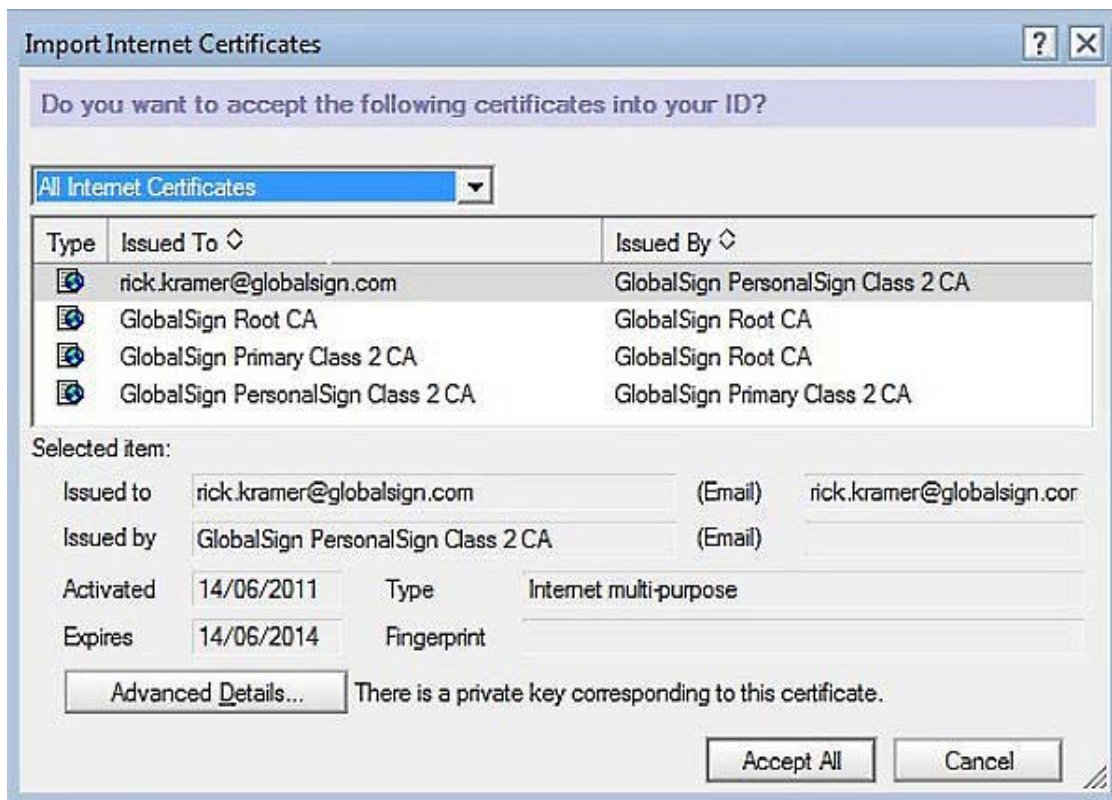 Import Internet Certificates
Do you want to accept the following certificates into your ID?
All Internet Certificates
Type Issued To Issued By
rick.kramer@globalsign.com GlobalSign PersonalSign Class 2 CA
GlobalSign Root CA GlobalSign Root CA
GlobalSign Primary Class 2 CA GlobalSign Root CA
GlobalSign PersonalSign Class 2 CA GlobalSign Primary Class 2 CA
Selected item:
Issued to rick.kramer@globalsign.com (Email) rick.kramer@globalsign.cor
Issued by GlobalSign PersonalSign Class 2 CA (Email)
Activated 14/06/2011 Type Internet multi-purpose
Expires 14/06/2014 Fingerprint
Advanced Details... There is a private key corresponding to this certificate.
Accept All Cancel